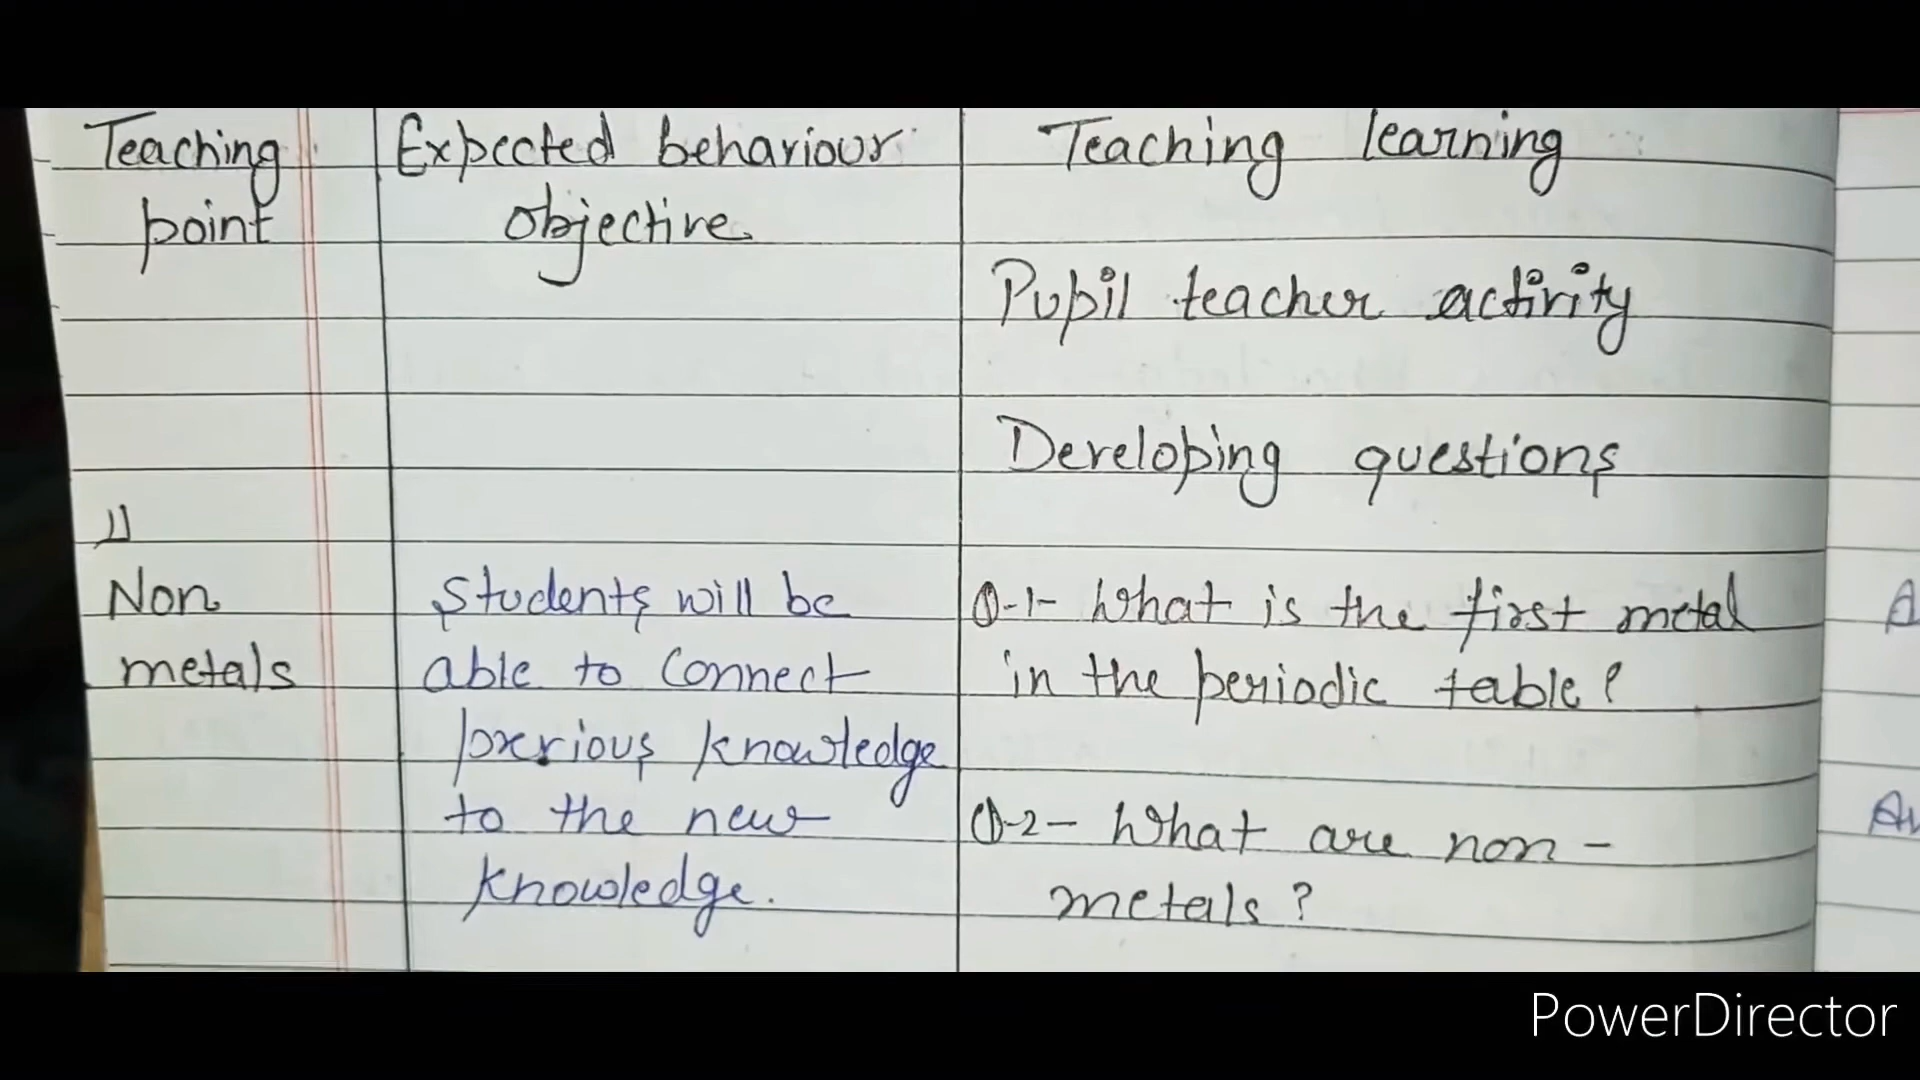 Teaching point
Expected behaviour objective
Teaching learning
Pupil teacher activity
Developing questions
1)
Non
metals
Students will be
able to connect
previous knowledge
to the new
knowledge.
Q-1- What is the first metal
in the periodic table?
Q-2- What are non-
metals?
PowerDirector